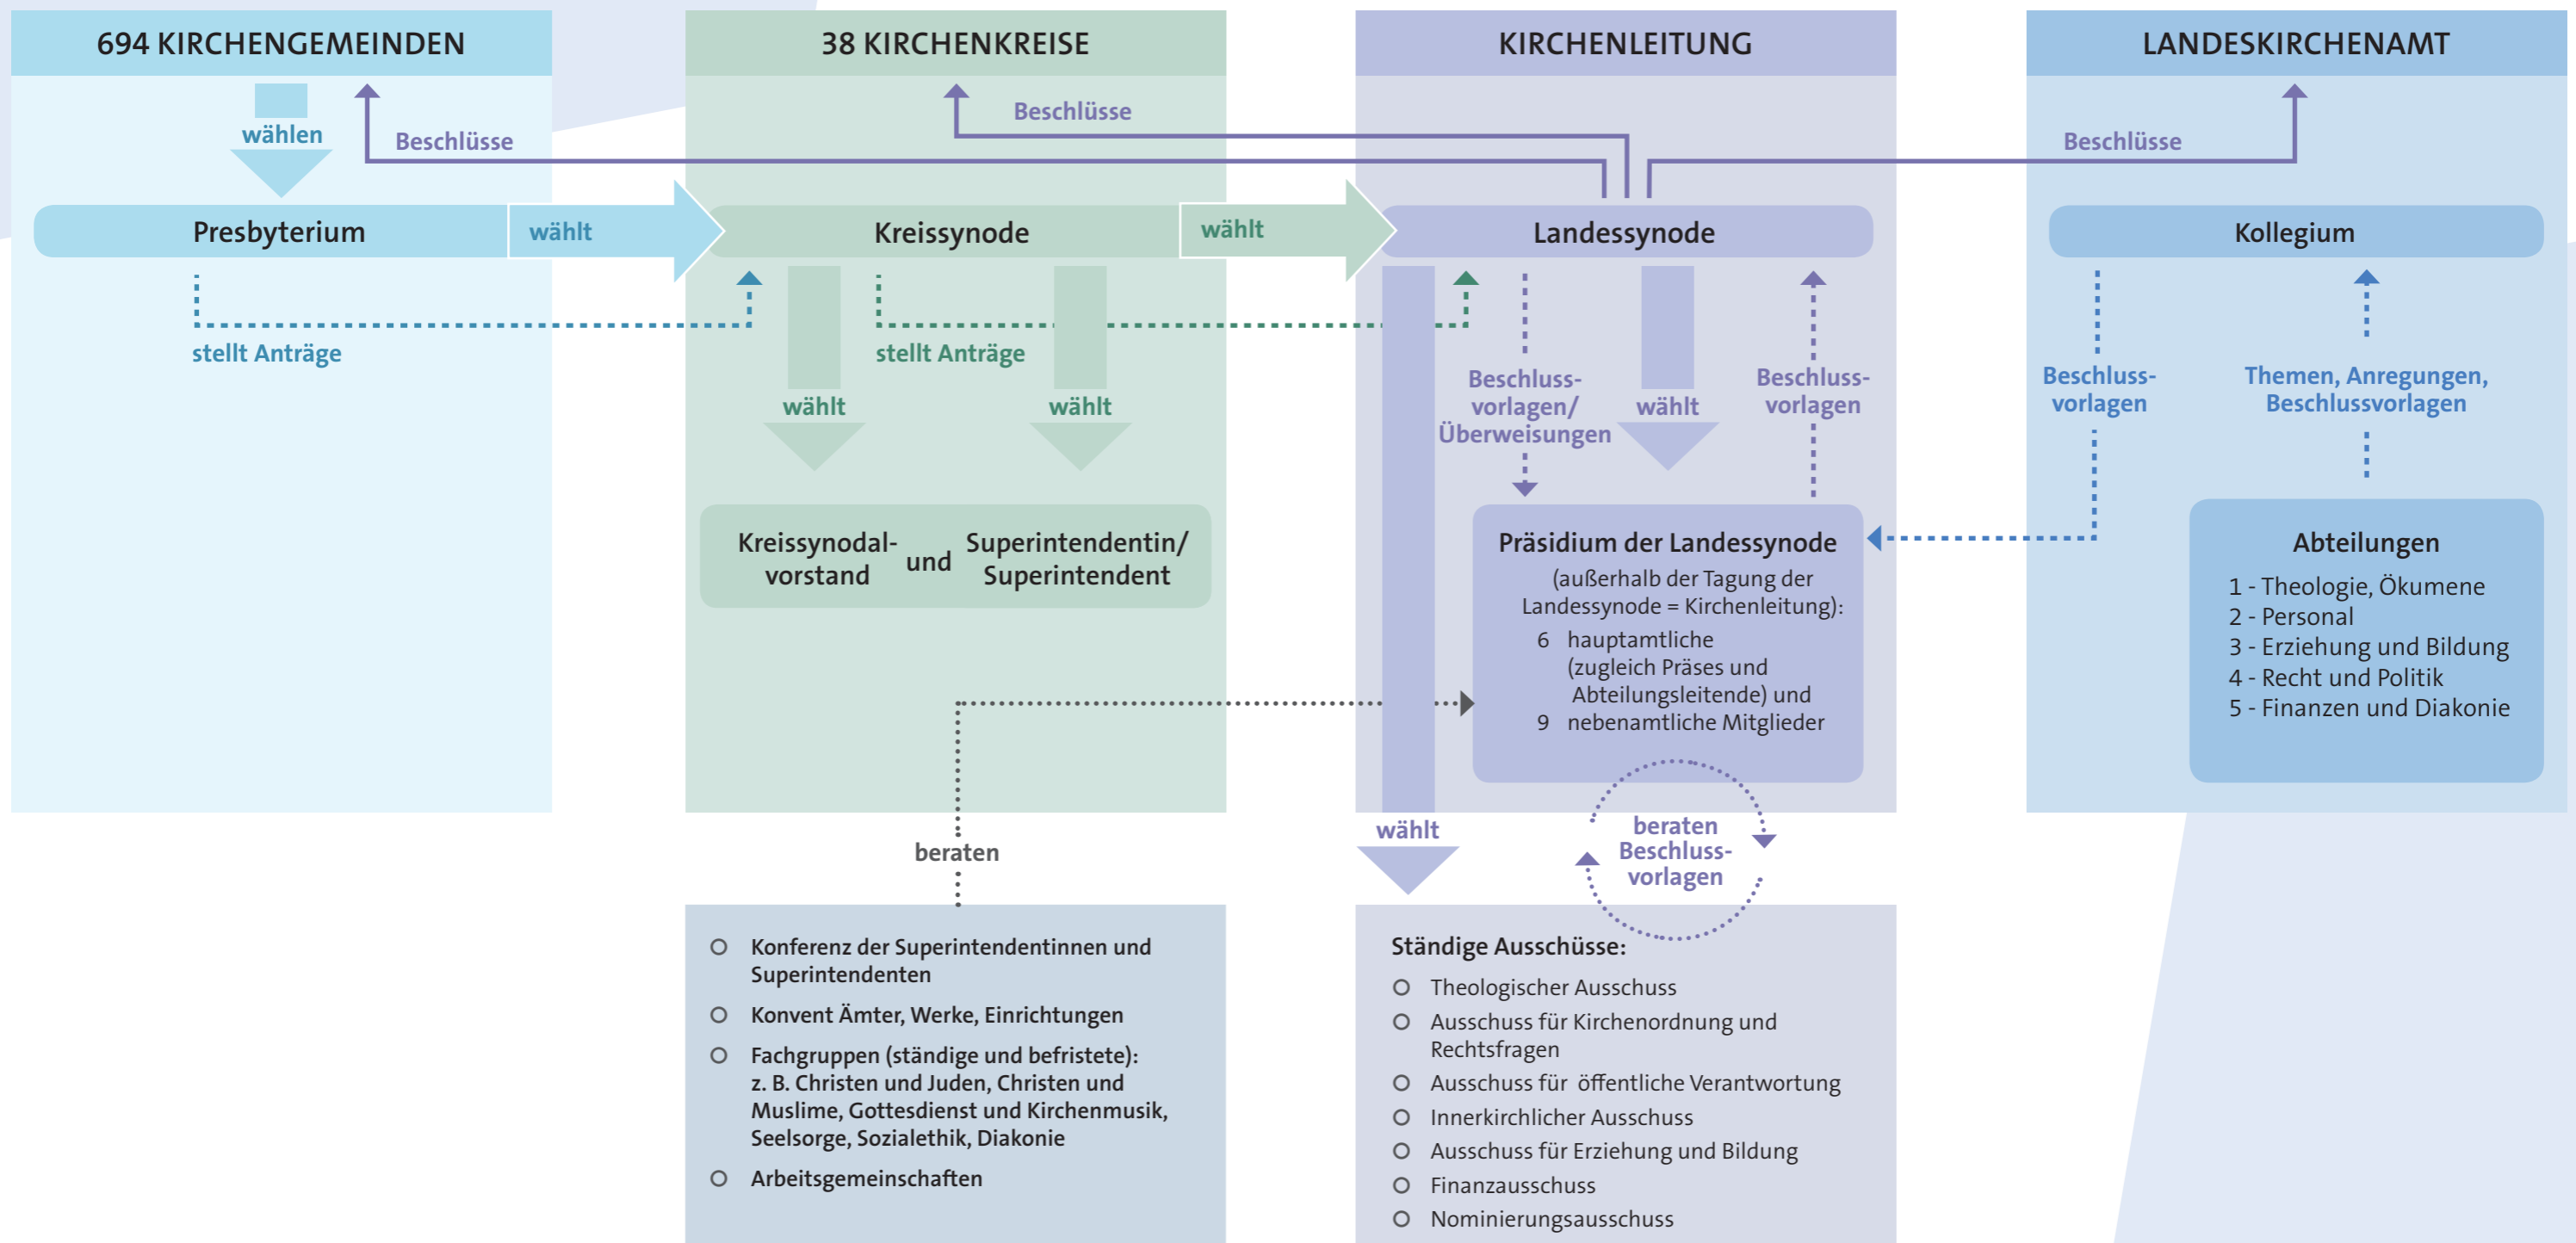 694 KIRCHENGEMEINDEN
wählen
Beschlüsse
Presbyterium
wählt
stellt Anträge
38 KIRCHENKREISE
Beschlüsse
Kreissynode
wählt
stellt Anträge
wählt
wählt
Kreissynodal-
vorstand
und
Superintendentin/
Superintendent
beraten
Konferenz der Superintendentinnen und
Superintendenten
Konvent Ämter, Werke, Einrichtungen
Fachgruppen (ständige und befristete):
z. B. Christen und Juden, Christen und
Muslime, Gottesdienst und Kirchenmusik,
Seelsorge, Sozialethik, Diakonie
Arbeitsgemeinschaften
KIRCHENLEITUNG
Landessynode
Beschluss-
vorlagen/
Überweisungen
wählt
Beschluss-
vorlagen
Präsidium der Landessynode
(außerhalb der Tagung der
Landessynode = Kirchenleitung):
6 hauptamtliche
(zugleich Präses und
Abteilungsleitende) und
9 nebenamtliche Mitglieder
wählt
beraten
Beschluss-
vorlagen
Ständige Ausschüsse:
Theologischer Ausschuss
Ausschuss für Kirchenordnung und
Rechtsfragen
Ausschuss für öffentliche Verantwortung
Innerkirchlicher Ausschuss
Ausschuss für Erziehung und Bildung
Finanzausschuss
Nominierungsausschuss
LANDESKIRCHENAMT
Beschlüsse
Kollegium
Beschluss-
vorlagen
Themen, Anregungen,
Beschlussvorlagen
Abteilungen
1 - Theologie, Ökumene
2 - Personal
3 - Erziehung und Bildung
4 - Recht und Politik
5 - Finanzen und Diakonie